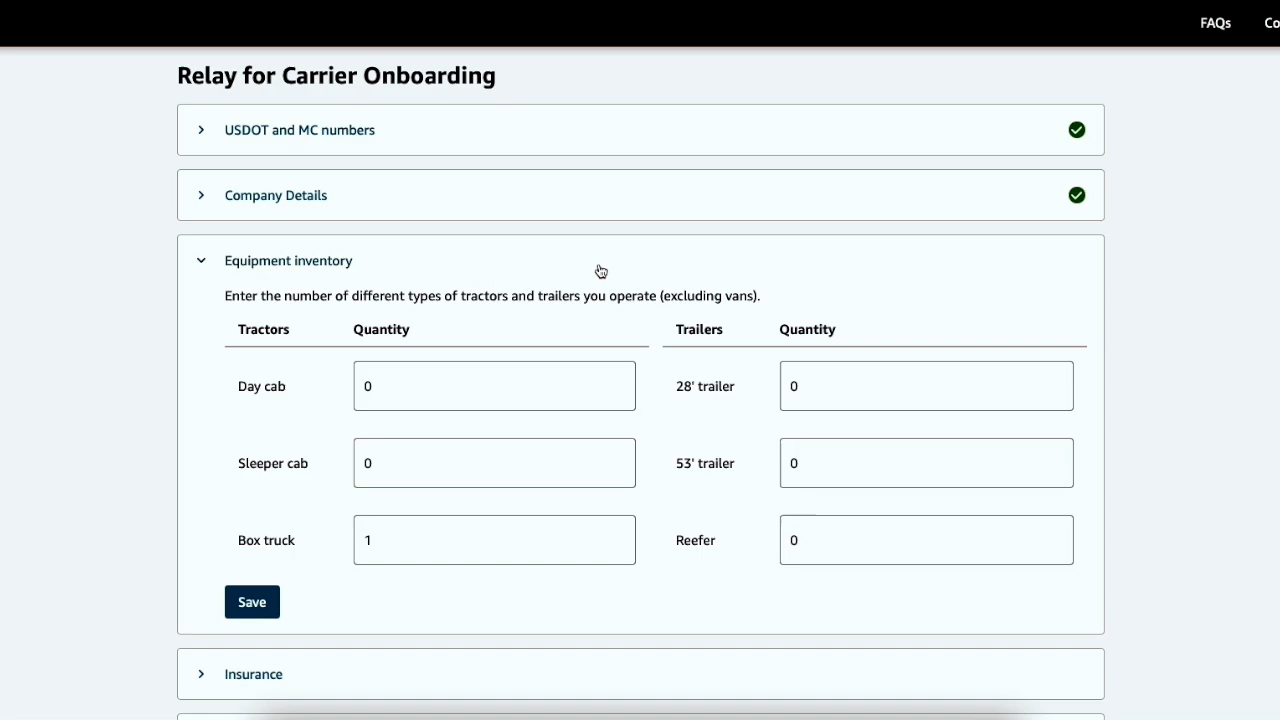 FAQs
Relay for Carrier Onboarding
USDOT and MC numbers
Company Details
Equipment inventory
Enter the number of different types of tractors and trailers you operate (excluding vans).
Tractors Quantity Trailers Quantity
Day cab 0 28' trailer 0
Sleeper cab 0 53' trailer 0
Box truck 1 Reefer 0
Save
Insurance